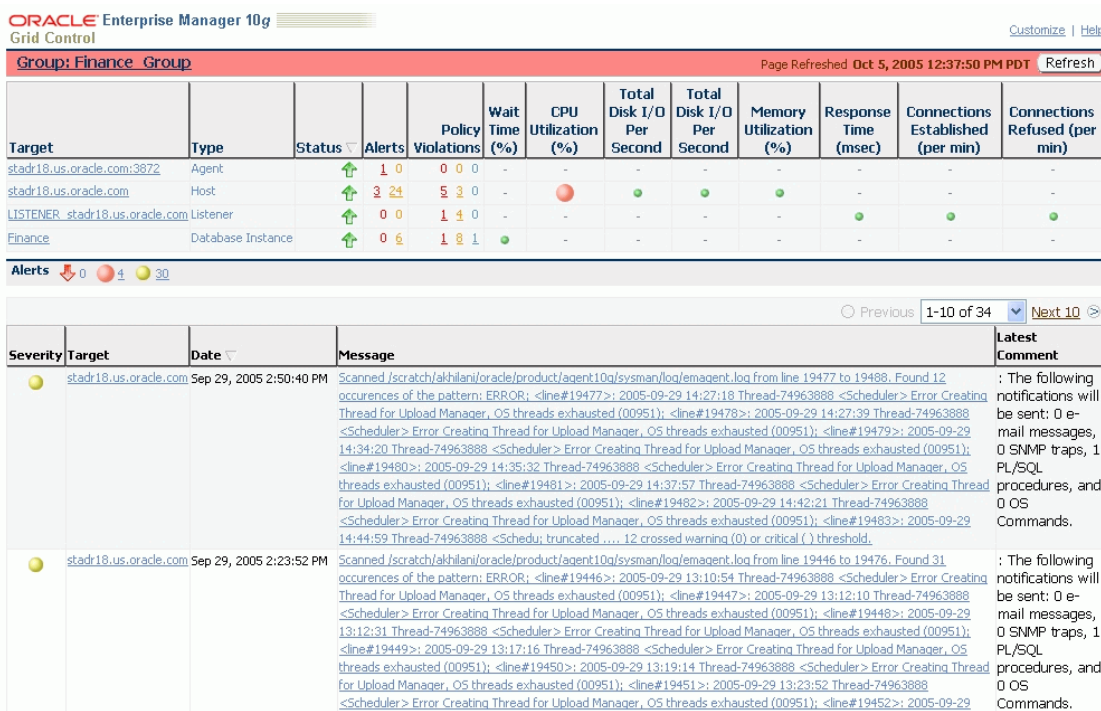 ORACLE Enterprise Manager 10g
Grid Control
Customize | Help
Group: Finance_Group
Page Refreshed Oct 5, 2005 12:37:50 PM PDT Refresh
Target Type Status Alerts Policy Violations Wait Time (%) CPU Utilization (%) Total Disk I/O Per Second Total Disk I/O Per Second Memory Utilization (%) Response Time (msec) Connections Established (per min) Connections Refused (per min)
stadr18.us.oracle.com:3872 Agent 1 0 0 0 0 - - - - - - - -
stadr18.us.oracle.com Host 3 24 5 3 0 - - - -
LISTENER_stadr18.us.oracle.com Listener 0 0 1 4 0 - - - - -
Finance Database Instance 0 6 1 8 1 - - - - - - -
Alerts 0 4 30
Previous 1-10 of 34 Next 10
Severity Target Date Message Latest Comment
stadr18.us.oracle.com Sep 29, 2005 2:50:40 PM
Scanned /scratch/akhilani/oracle/product/agent10g/sysman/log/emagent.log from line 19477 to 19488. Found 12
occurences of the pattern: ERROR; <line#19477>: 2005-09-29 14:27:18 Thread-74963888 <Scheduler> Error Creating
Thread for Upload Manager, OS threads exhausted (00951); <line#19478>: 2005-09-29 14:27:39 Thread-74963888
<Scheduler> Error Creating Thread for Upload Manager, OS threads exhausted (00951); <line#19479>: 2005-09-29
14:34:20 Thread-74963888 <Scheduler> Error Creating Thread for Upload Manager, OS threads exhausted (00951);
<line#19480>: 2005-09-29 14:35:32 Thread-74963888 <Scheduler> Error Creating Thread for Upload Manager, OS
threads exhausted (00951); <line#19481>: 2005-09-29 14:37:57 Thread-74963888 <Scheduler> Error Creating Thread
for Upload Manager, OS threads exhausted (00951); <line#19482>: 2005-09-29 14:42:21 Thread-74963888
<Scheduler> Error Creating Thread for Upload Manager, OS threads exhausted (00951); <line#19483>: 2005-09-29
14:44:59 Thread-74963888 <Schedu; truncated .... 12 crossed warning (0) or critical ( ) threshold.
: The following
notifications will
be sent: 0 e-
mail messages,
0 SNMP traps, 1
PL/SQL
procedures, and
0 OS
Commands.
stadr18.us.oracle.com Sep 29, 2005 2:23:52 PM
Scanned /scratch/akhilani/oracle/product/agent10g/sysman/log/emagent.log from line 19446 to 19476. Found 31
occurences of the pattern: ERROR; <line#19446>: 2005-09-29 13:10:54 Thread-74963888 <Scheduler> Error Creating
Thread for Upload Manager, OS threads exhausted (00951); <line#19447>: 2005-09-29 13:12:10 Thread-74963888
<Scheduler> Error Creating Thread for Upload Manager, OS threads exhausted (00951); <line#19448>: 2005-09-29
13:12:31 Thread-74963888 <Scheduler> Error Creating Thread for Upload Manager, OS threads exhausted (00951);
<line#19449>: 2005-09-29 13:17:16 Thread-74963888 <Scheduler> Error Creating Thread for Upload Manager, OS
threads exhausted (00951); <line#19450>: 2005-09-29 13:19:14 Thread-74963888 <Scheduler> Error Creating Thread
for Upload Manager, OS threads exhausted (00951); <line#19451>: 2005-09-29 13:23:52 Thread-74963888
<Scheduler> Error Creating Thread for Upload Manager, OS threads exhausted (00951); <line#19452>: 2005-09-29
: The following
notifications will
be sent: 0 e-
mail messages,
0 SNMP traps, 1
PL/SQL
procedures, and
0 OS
Commands.